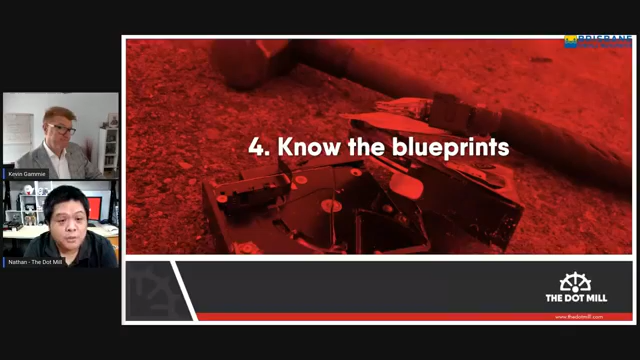 BRISBANE
4. Know the blueprints
Kevin Gammie
Nathan - The Dot Mill
THE DOT MILL
www.thedotmill.com